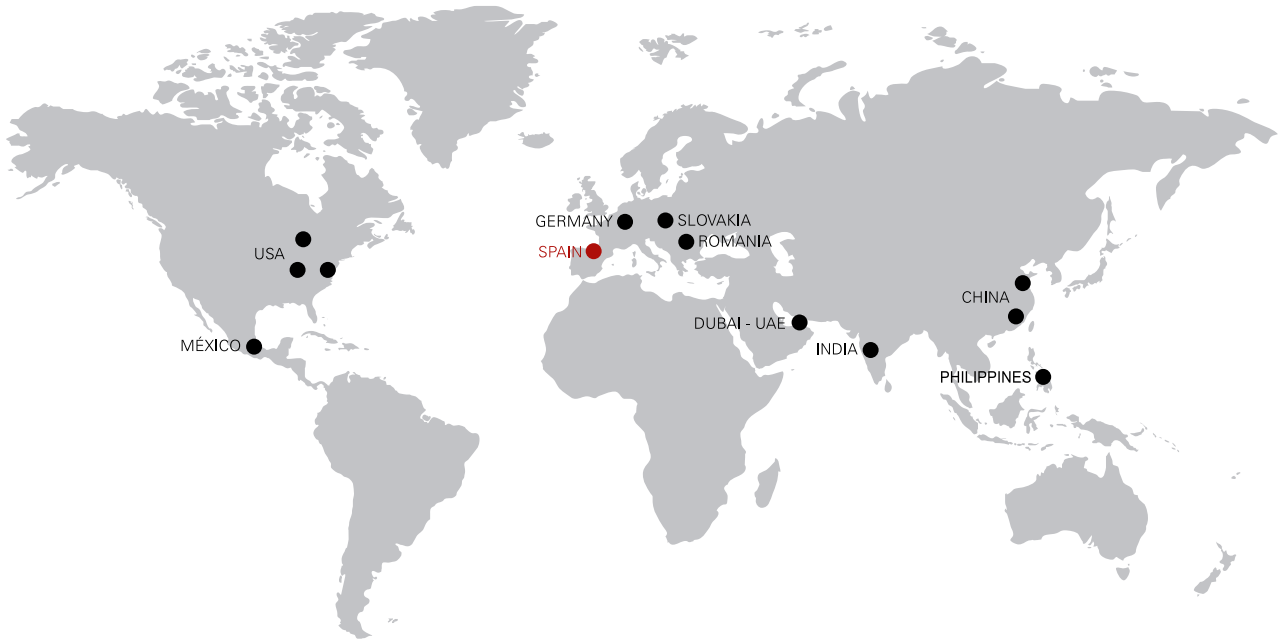 GERMANY
SLOVAKIA
ROMANIA
SPAIN
USA
CHINA
DUBAI - UAE
MÉXICO
INDIA
PHILIPPINES